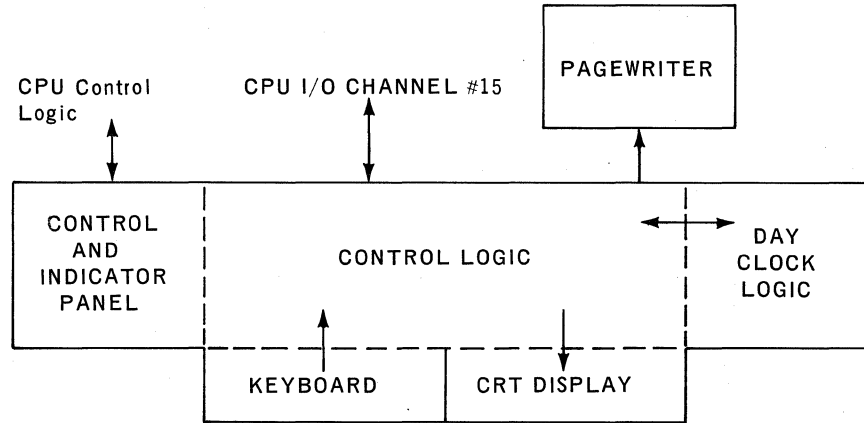 PAGEWRITER
CPU Control
Logic
CPU I/O CHANNEL #15
CONTROL
AND
INDICATOR
PANEL
CONTROL LOGIC
DAY
CLOCK
LOGIC
KEYBOARD
CRT DISPLAY